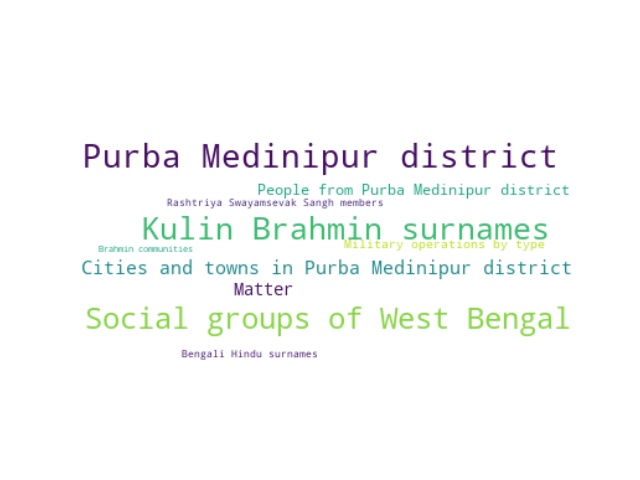 Purba Medinipur district
People from Purba Medinipur district
Rashtriya Swayamsevak Sangh members
Kulin Brahmin surnames
Military operations by type
Brahmin communities
Cities and towns in Purba Medinipur district
Matter
Social groups of West Bengal
Bengali Hindu surnames